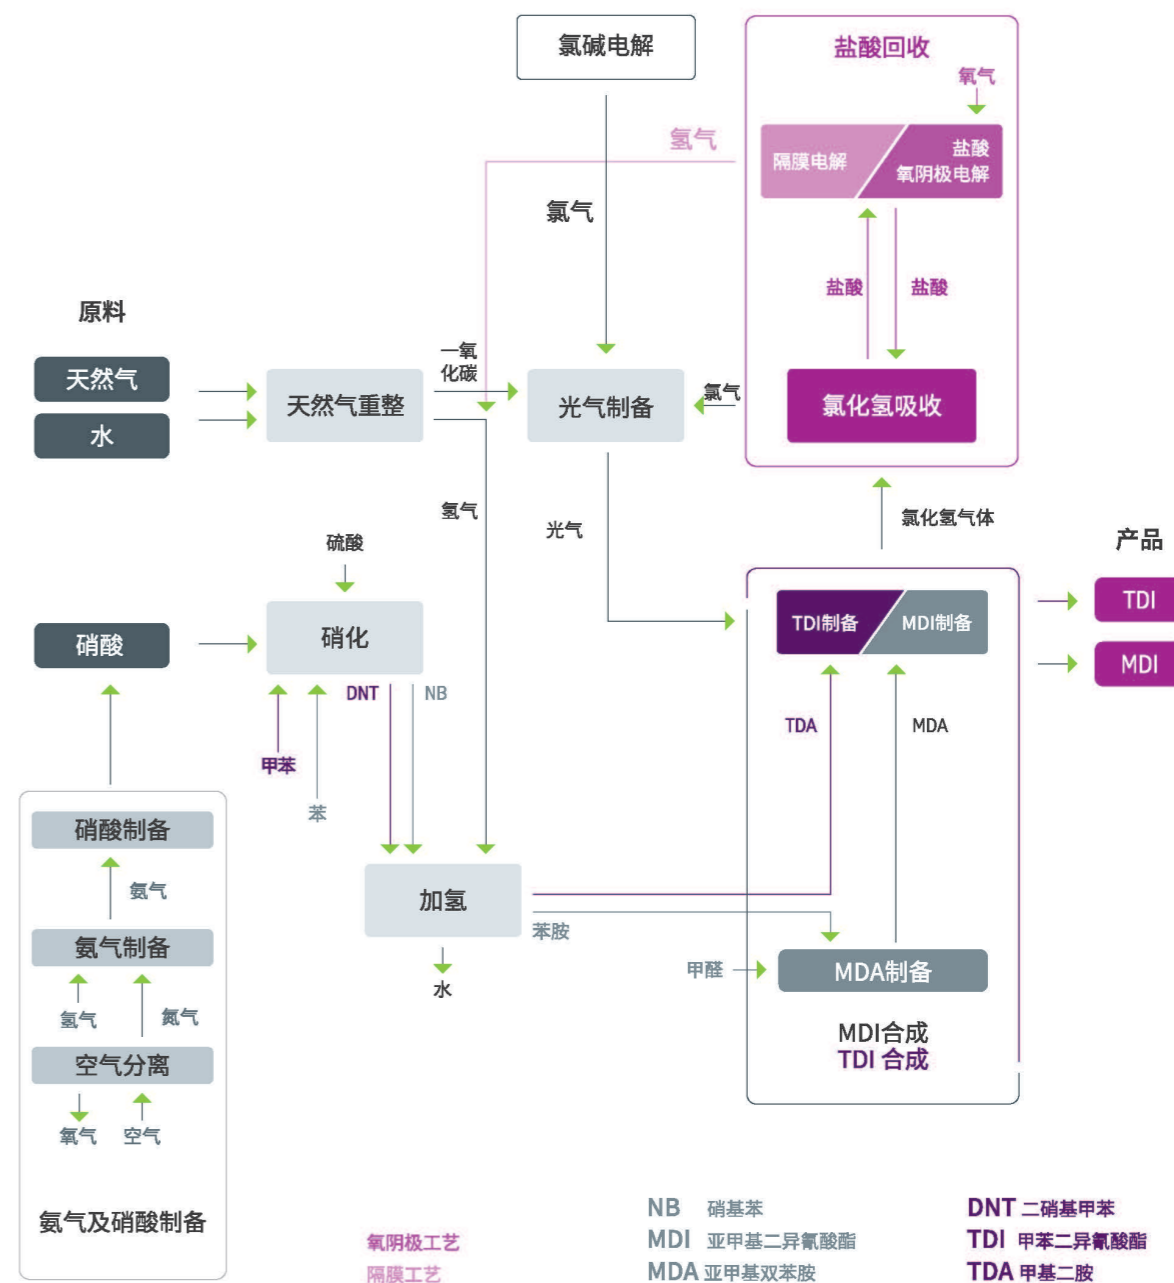 氯碱电解
盐酸回收
氧气
氢气
隔膜电解
盐酸
氧阴极电解
氯气
盐酸
盐酸
原料
一氧
化碳
天然气
天然气重整
光气制备
氯气
氯化氢吸收
水
氢气
光气
氯化氢气体
硫酸
产品
TDI制备
MDI制备
TDI
硝酸
硝化
MDI
DNT
NB
TDA
MDA
甲苯
苯
硝酸制备
氨气
加氢
苯胺
氨气制备
甲醛
MDA制备
水
氢气
氮气
MDI合成
TDI 合成
空气分离
氧气
空气
氨气及硝酸制备
氧阴极工艺
隔膜工艺
NB 硝基苯
MDI 亚甲基二异氰酸酯
MDA 亚甲基双苯胺
DNT 二硝基甲苯
TDI 甲苯二异氰酸酯
TDA 甲基二胺